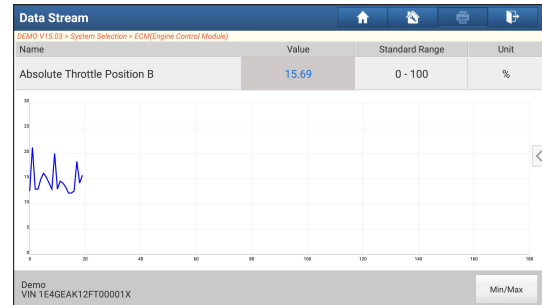 Data Stream
DEMO V15.03 > System Selection > ECM(Engine Control Module)
Name Value Standard Range Unit
Absolute Throttle Position B 15.69 0 - 100 %
30
25
20
15
10
5
0
0 20 40 60 80 100 120 140 160 180
Demo
VIN 1E4GEAK12FT00001X
Min/Max